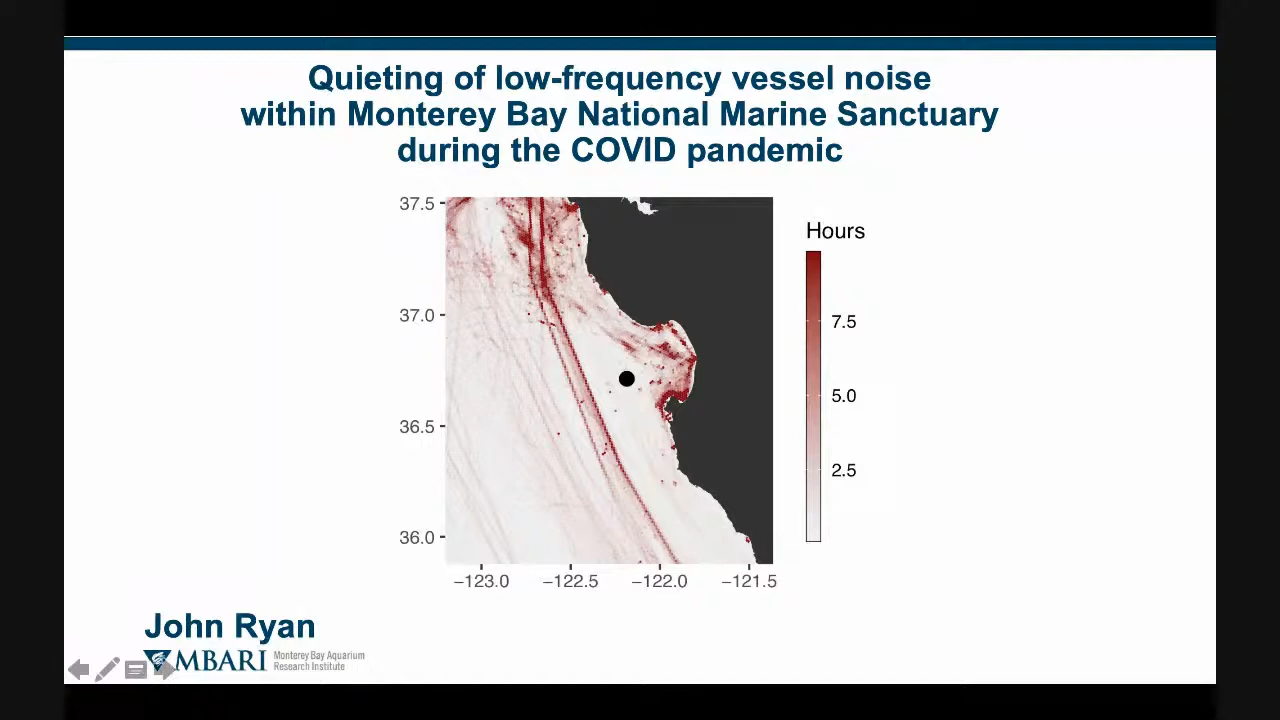 Quieting of low-frequency vessel noise
within Monterey Bay National Marine Sanctuary
during the COVID pandemic
37.5
37.0
36.5
36.0
−123.0
−122.5
−122.0
−121.5
Hours
7.5
5.0
2.5
John Ryan
MBARI
Monterey Bay Aquarium
Research Institute